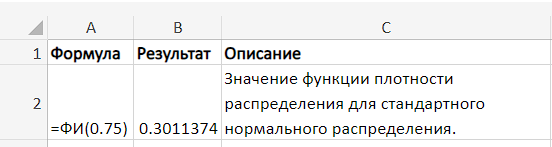 A B C
1 Формула Результат Описание
Значение функции плотности
распределения для стандартного
2 =ФИ(0.75) 0.3011374 нормального распределения.